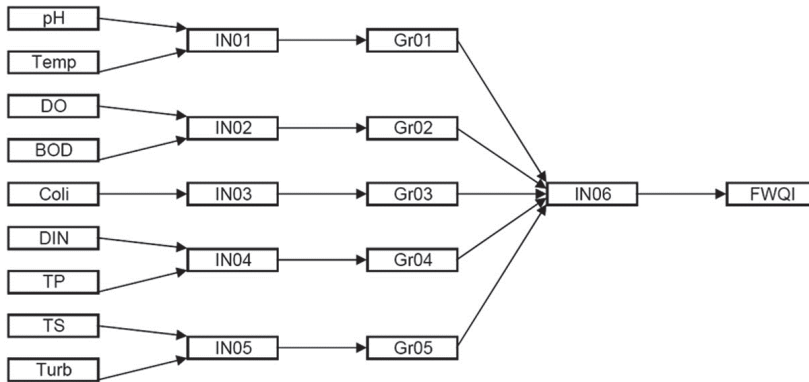 pH
Temp
IN01
Gr01
DO
BOD
IN02
Gr02
Coli
IN03
Gr03
IN06
FWQI
DIN
TP
IN04
Gr04
TS
Turb
IN05
Gr05